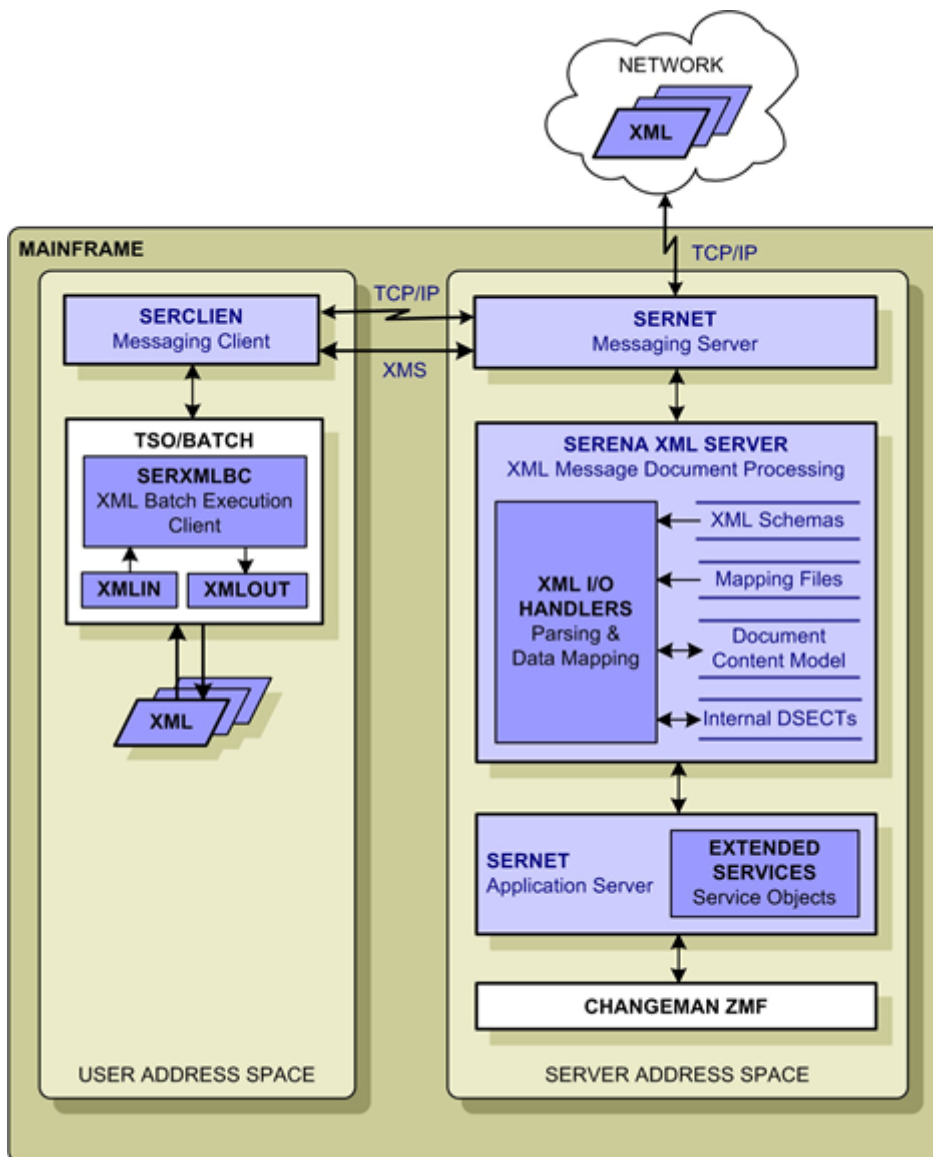 NETWORK
XML
MAINFRAME
TCP/IP
TCP/IP
SERCLIEN
Messaging Client
XMS
SERNET
Messaging Server
TSO/BATCH
SERXMLBC
XML Batch Execution
Client
XMLIN
XMLOUT
XML
SERENA XML SERVER
XML Message Document Processing
XML I/O
HANDLERS
Parsing &
Data Mapping
XML Schemas
Mapping Files
Document
Content Model
Internal DSECTs
SERNET
Application Server
EXTENDED
SERVICES
Service Objects
CHANGEMAN ZMF
USER ADDRESS SPACE
SERVER ADDRESS SPACE